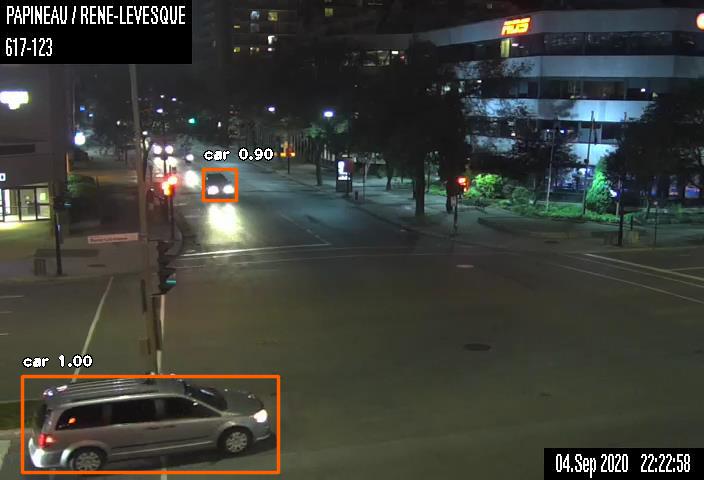 PAPINEAU / RENE-LEVESQUE
617-123
car 0.90
car 1.00
04.Sep 2020 22:22:58